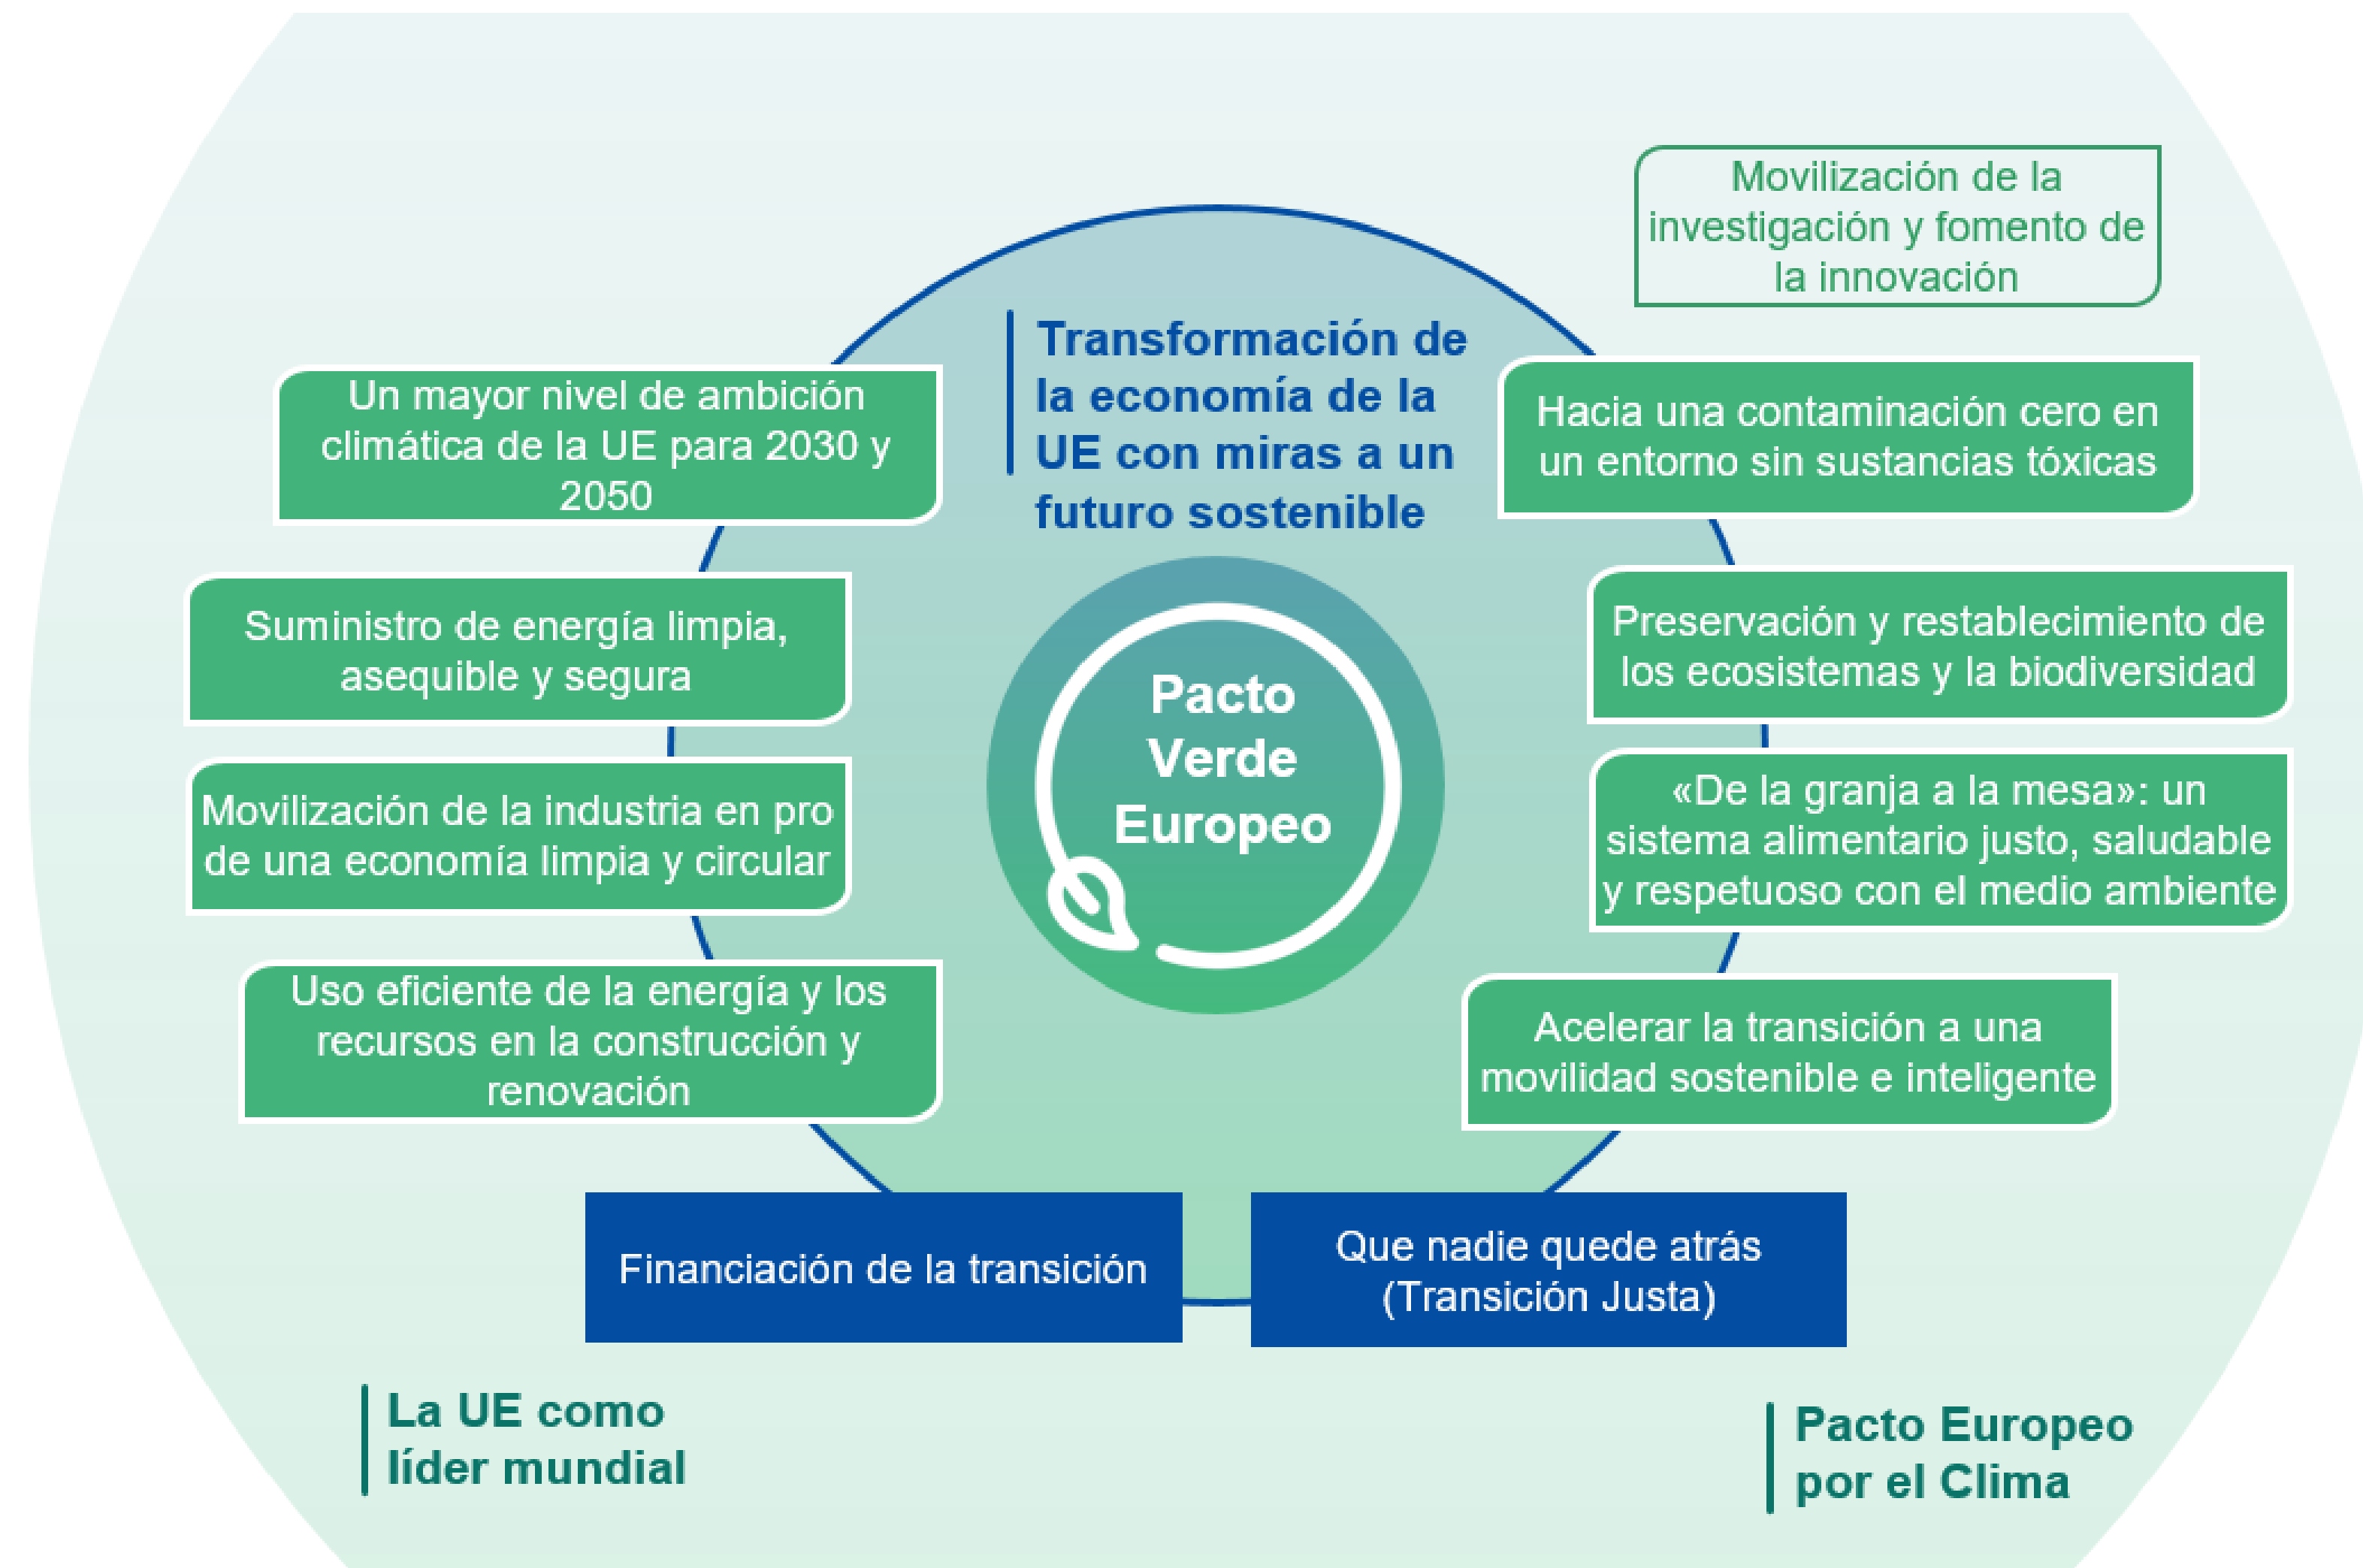 Movilización de la
investigación y fomento de
la innovación
Transformación de
la economía de la
UE con miras a un
futuro sostenible
Un mayor nivel de ambición
climática de la UE para 2030 y
2050
Suministro de energía limpia,
asequible y segura
Movilización de la industria en pro
de una economía limpia y circular
Uso eficiente de la energía y los
recursos en la construcción y
renovación
Pacto
Verde
Europeo
Hacia una contaminación cero en
un entorno sin sustancias tóxicas
Preservación y restablecimiento de
los ecosistemas y la biodiversidad
«De la granja a la mesa»: un
sistema alimentario justo, saludable
y respetuoso con el medio ambiente
Acelerar la transición a una
movilidad sostenible e inteligente
Financiación de la transición
Que nadie quede atrás
(Transición Justa)
La UE como
líder mundial
Pacto Europeo
por el Clima